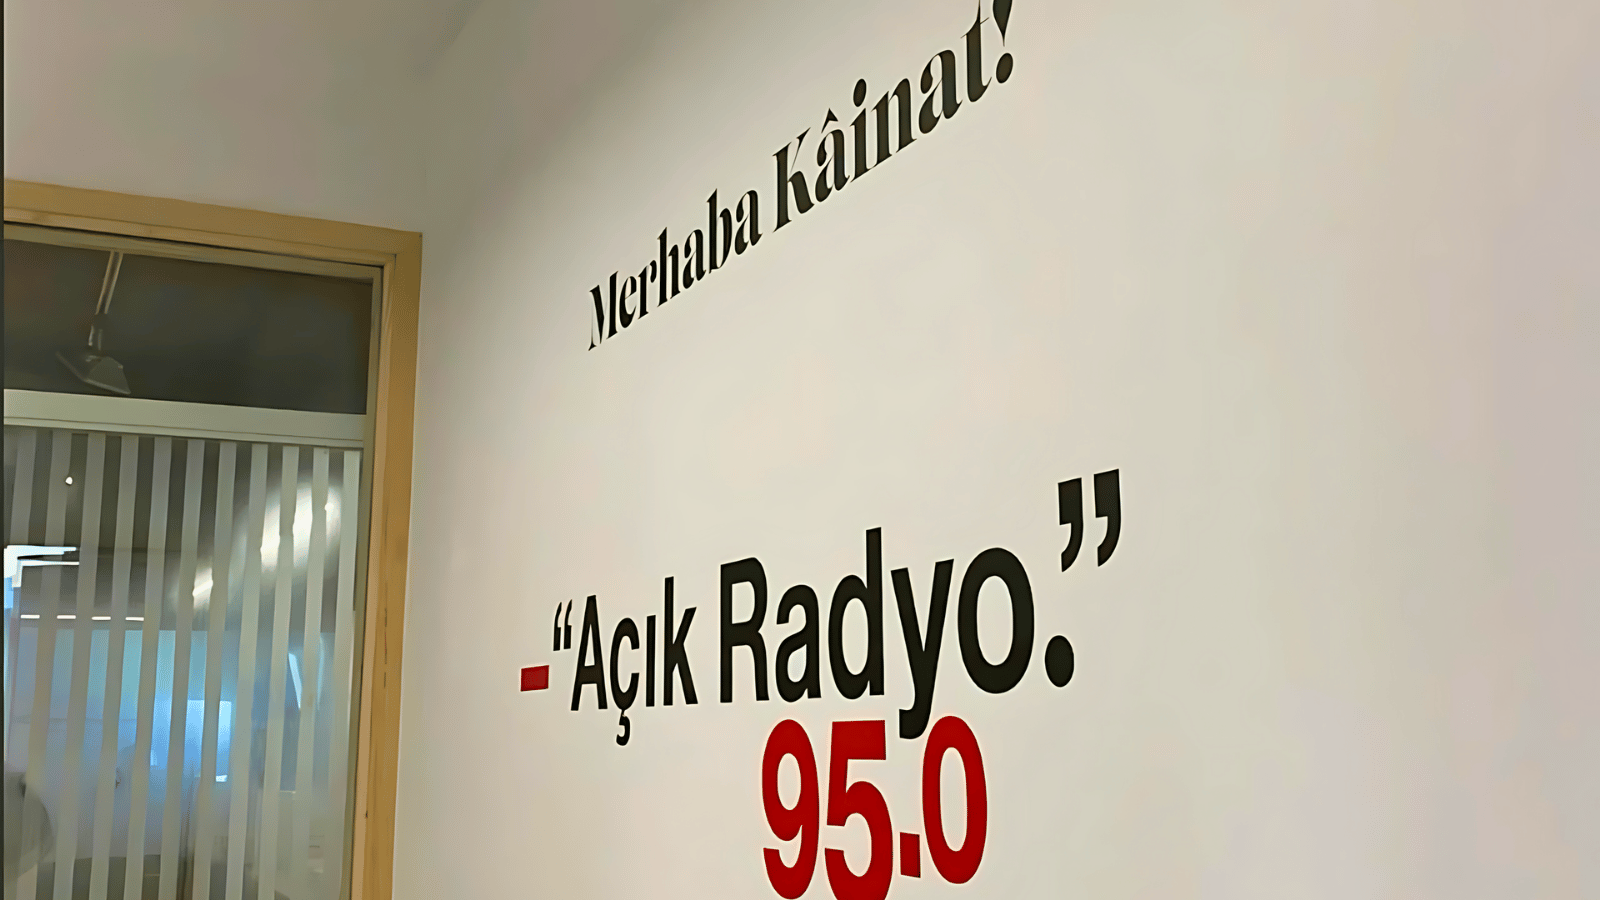 Merhaba Kâinat!
–“Açık Radyo.”
95.0